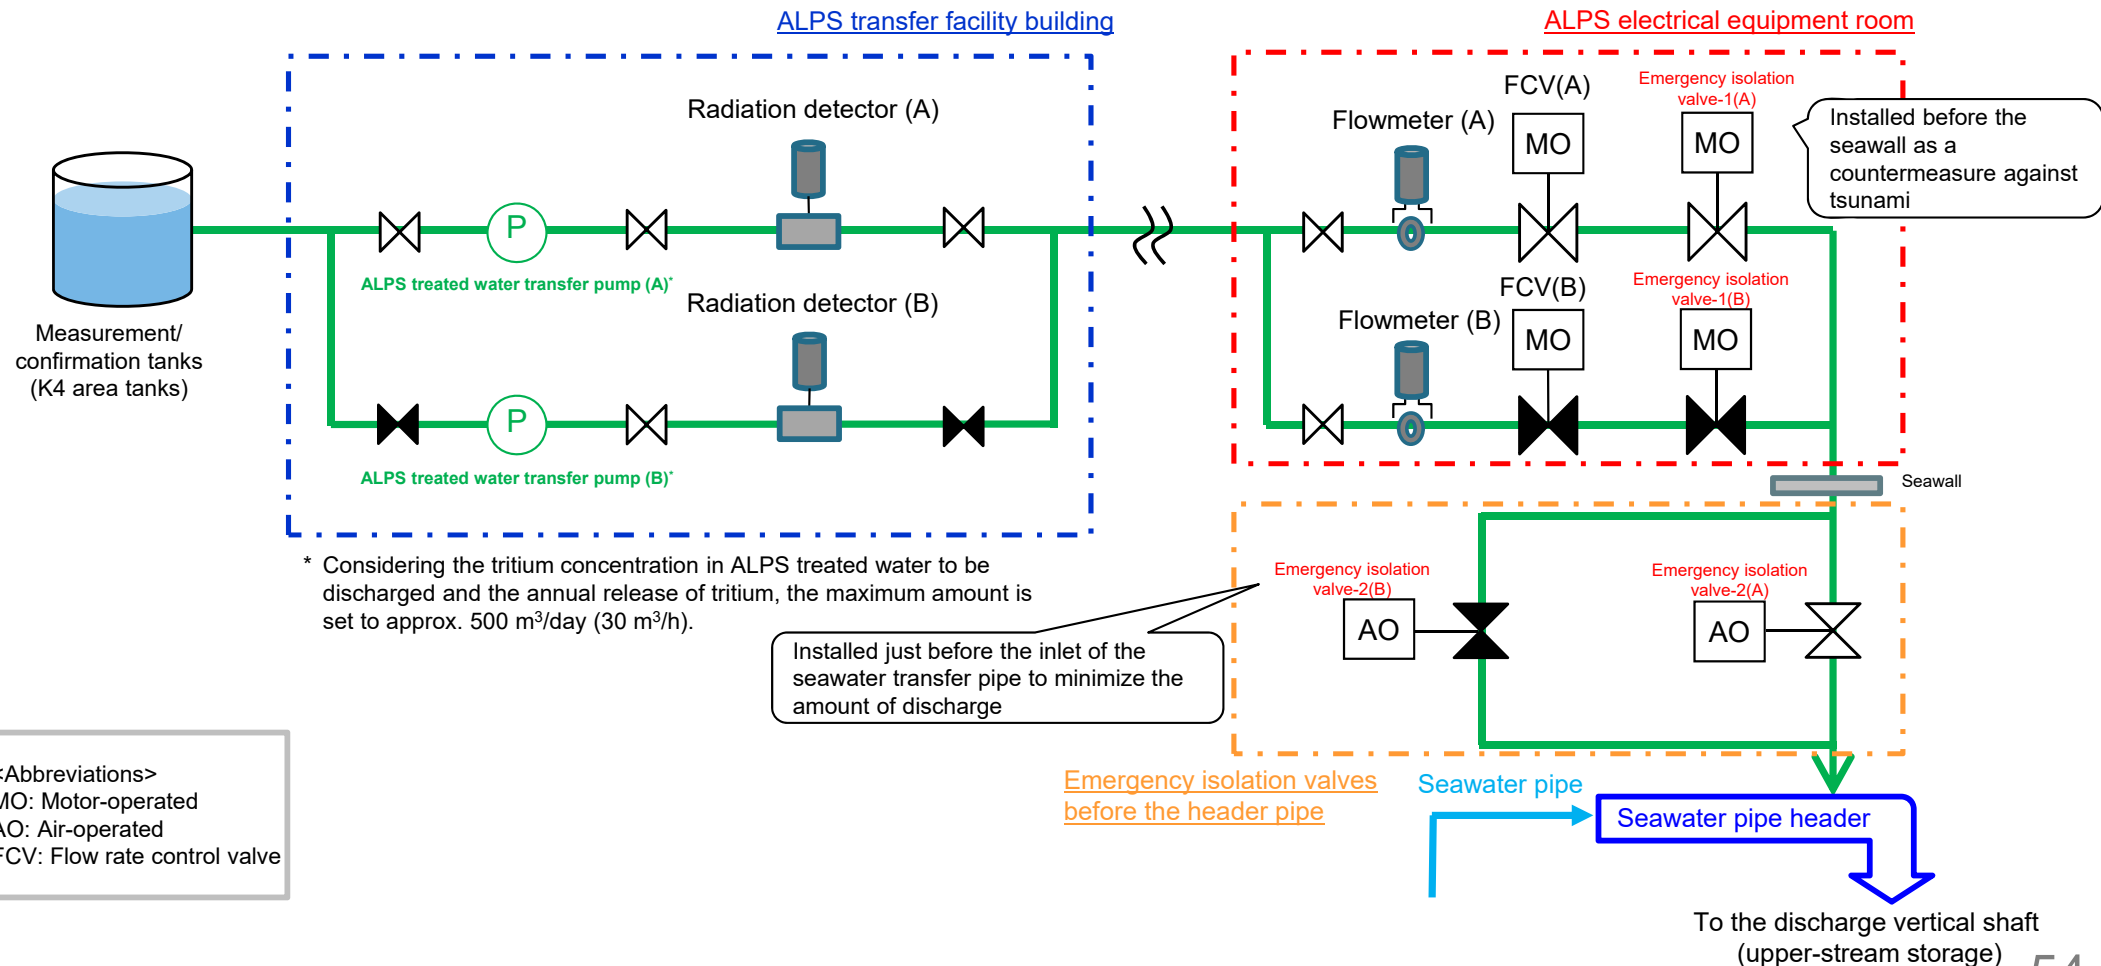 ALPS transfer facility building
ALPS electrical equipment room
Radiation detector (A)
Flowmeter (A)
FCV(A)
MO
Emergency isolation
valve-1(A)
MO
Installed before the
seawall as a
countermeasure against
tsunami
P
ALPS treated water transfer pump (A)*
Measurement/
confirmation tanks
(K4 area tanks)
Radiation detector (B)
Flowmeter (B)
FCV(B)
MO
Emergency isolation
valve-1(B)
MO
P
ALPS treated water transfer pump (B)*
Seawall
* Considering the tritium concentration in ALPS treated water to be
discharged and the annual release of tritium, the maximum amount is
set to approx. 500 m³/day (30 m³/h).
Emergency isolation
valve-2(B)
AO
Emergency isolation
valve-2(A)
AO
Installed just before the inlet of the
seawater transfer pipe to minimize the
amount of discharge
<Abbreviations>
MO: Motor-operated
AO: Air-operated
FCV: Flow rate control valve
Emergency isolation valves
before the header pipe
Seawater pipe
Seawater pipe header
To the discharge vertical shaft
(upper-stream storage)